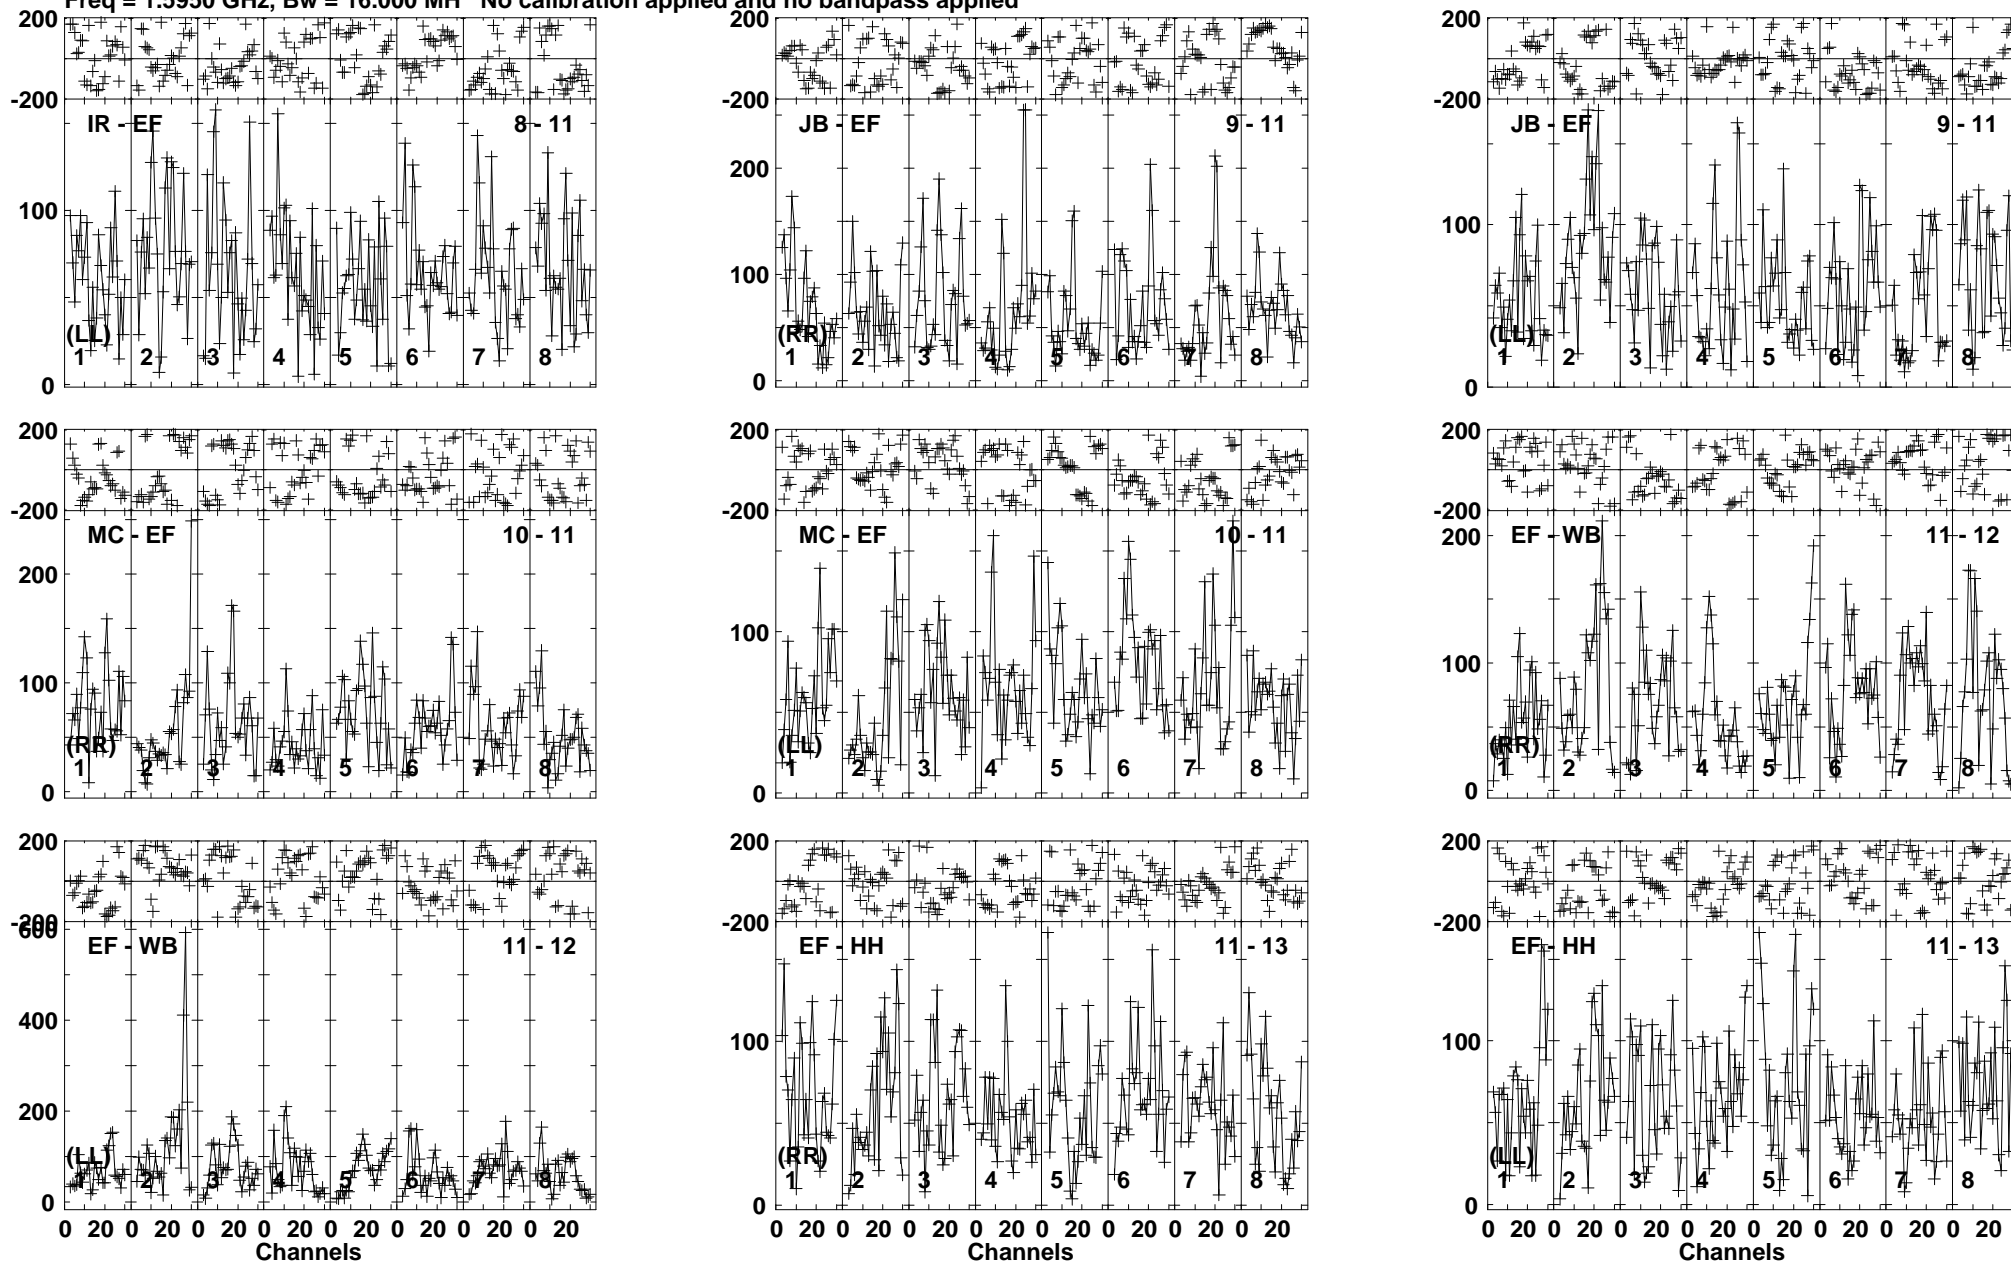 Freq = 1.5950 GHz, Bw = 16.000 MH No calibration applied and no bandpass applied
200 200 200
-200 -200 -200
IR - EF 8 - 11 JB - EF 9 - 11 JB - EF 9 - 11
200
100 100 100
(LL) (RR) (LL)
1 2 3 4 5 6 7 8 1 2 3 4 5 6 7 8 1 2 3 4 5 6 7 8
0 0 0
200 200 200
-200 -200 -200
MC - EF 10 - 11 MC - EF 10 - 11 EF - WB 11 - 12
200 200
100 100 100
(RR) (LL) (RR)
1 2 3 4 5 6 7 8 1 2 3 4 5 6 7 8 1 2 3 4 5 6 7 8
0 0 0
200 200 200
-200 -200 -200
600
EF - WB 11 - 12 EF - HH 11 - 13 EF - HH 11 - 13
400 100 100
200
(LL) (RR) (LL)
1 2 3 4 5 6 7 8 1 2 3 4 5 6 7 8 1 2 3 4 5 6 7 8
0 0 0
0 20 0 20 0 20 0 20 0 20 0 20 0 20 0 20 0 20 0 20 0 20 0 20 0 20 0 20 0 20 0 20 0 20 0 20 0 20 0 20 0 20 0 20 0 20 0 20
Channels Channels Channels